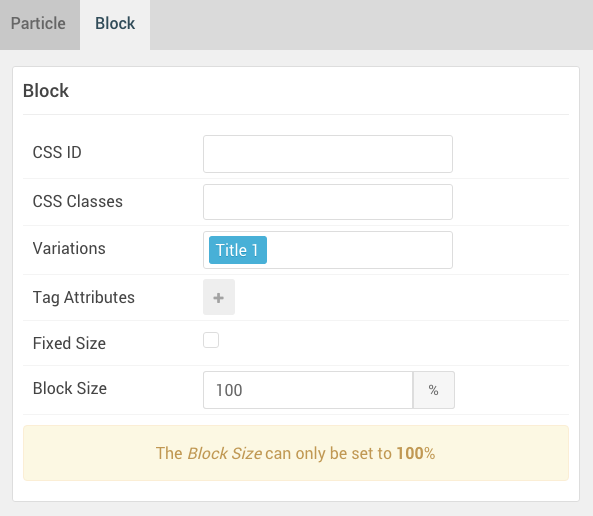 Particle Block
Block
CSS ID
CSS Classes
Variations Title 1
Tag Attributes +
Fixed Size
Block Size 100 %
The Block Size can only be set to 100%